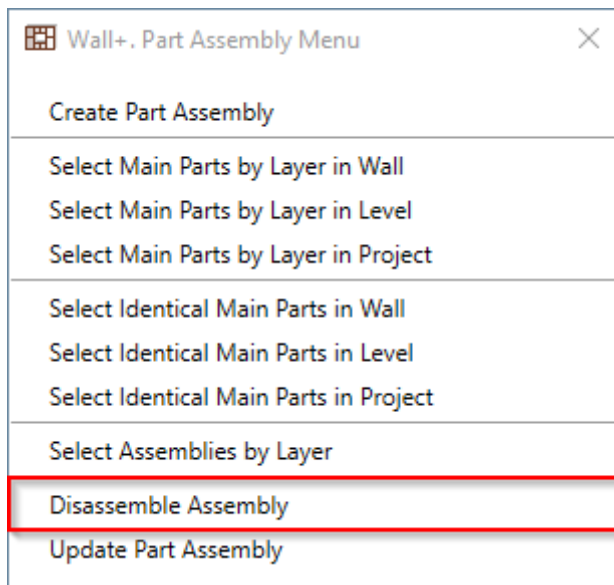 Wall+. Part Assembly Menu
Create Part Assembly
Select Main Parts by Layer in Wall
Select Main Parts by Layer in Level
Select Main Parts by Layer in Project
Select Identical Main Parts in Wall
Select Identical Main Parts in Level
Select Identical Main Parts in Project
Select Assemblies by Layer
Disassemble Assembly
Update Part Assembly